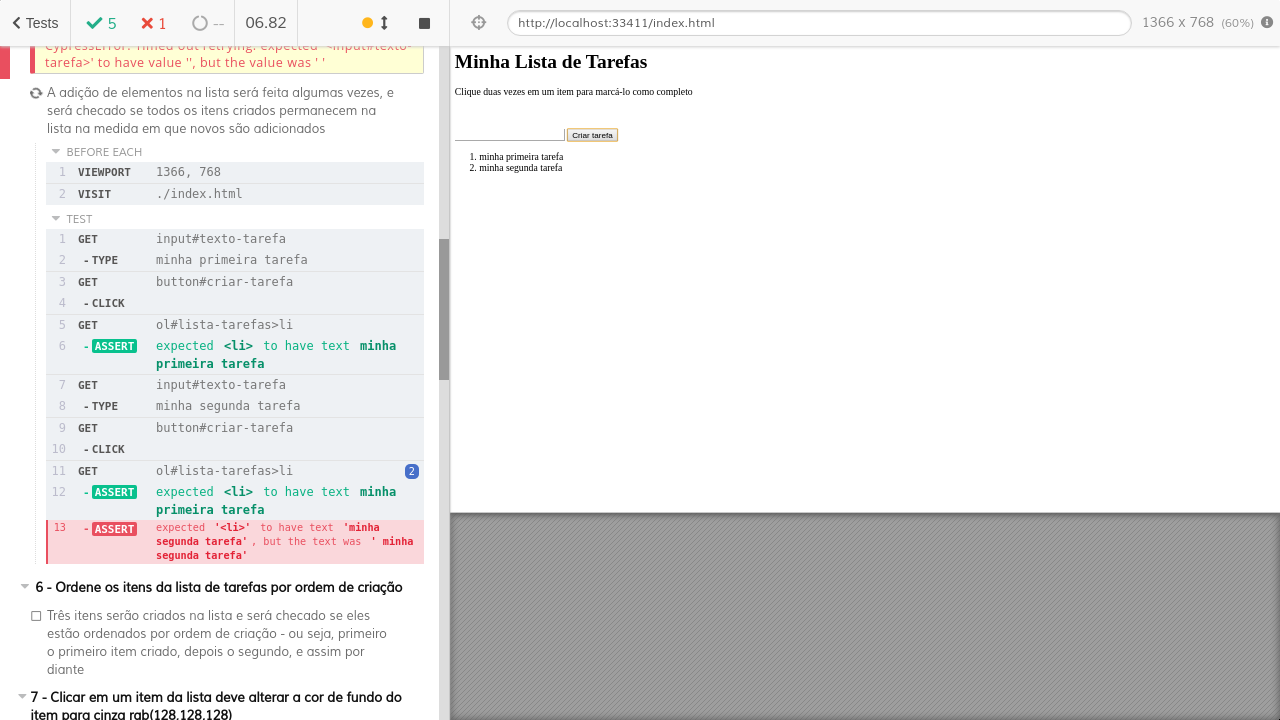 Tests
5
1
--
06.82
http://localhost:33411/index.html
1366 x 768 (60%)
CypressError: Timed out retrying: expected '<input#texto-
tarefa>' to have value '', but the value was ' '
A adição de elementos na lista será feita algumas vezes, e
será checado se todos os itens criados permanecem na
lista na medida em que novos são adicionados
BEFORE EACH
1 VIEWPORT 1366, 768
2 VISIT ./index.html
TEST
1 GET input#texto-tarefa
2 -TYPE minha primeira tarefa
3 GET button#criar-tarefa
4 -CLICK
5 GET ol#lista-tarefas>li
6 -ASSERT expected <li> to have text minha
primeira tarefa
7 GET input#texto-tarefa
8 -TYPE minha segunda tarefa
9 GET button#criar-tarefa
10 -CLICK
11 GET ol#lista-tarefas>li 2
12 -ASSERT expected <li> to have text minha
primeira tarefa
13 -ASSERT expected '<li>' to have text 'minha
segunda tarefa', but the text was ' minha
segunda tarefa'
6 - Ordene os itens da lista de tarefas por ordem de criação
Três itens serão criados na lista e será checado se eles
estão ordenados por ordem de criação - ou seja, primeiro
o primeiro item criado, depois o segundo, e assim por
diante
7 - Clicar em um item da lista deve alterar a cor de fundo do
item para cinza rgb(128,128,128)
Minha Lista de Tarefas
Clique duas vezes em um item para marcá-lo como completo
Criar tarefa
1. minha primeira tarefa
2. minha segunda tarefa